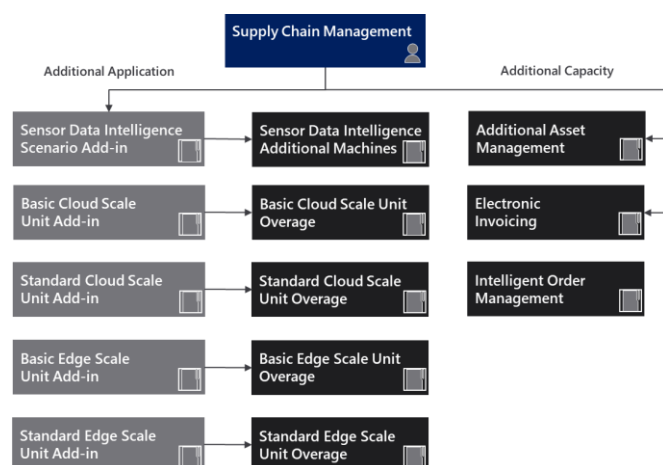 Supply Chain Management
Additional Application
Additional Capacity
Sensor Data Intelligence
Scenario Add-in
Sensor Data Intelligence
Additional Machines
Additional Asset
Management
Basic Cloud Scale
Unit Add-in
Basic Cloud Scale Unit
Overage
Electronic
Invoicing
Standard Cloud Scale
Unit Add-in
Standard Cloud Scale
Unit Overage
Intelligent Order
Management
Basic Edge Scale
Unit Add-in
Basic Edge Scale Unit
Overage
Standard Edge Scale
Unit Add-in
Standard Edge Scale
Unit Overage